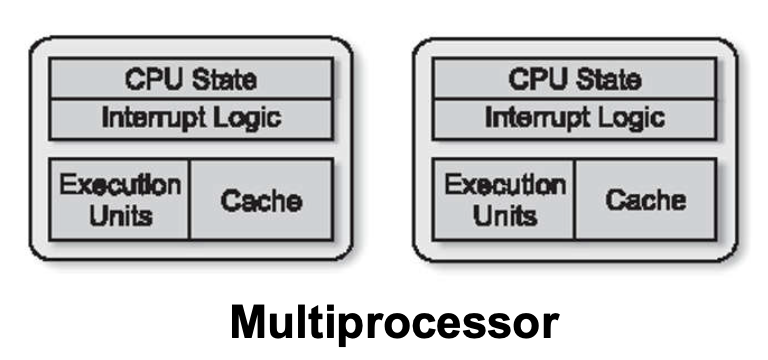 CPU State
Interrupt Logic
Execution
Units
Cache
CPU State
Interrupt Logic
Execution
Units
Cache
Multiprocessor